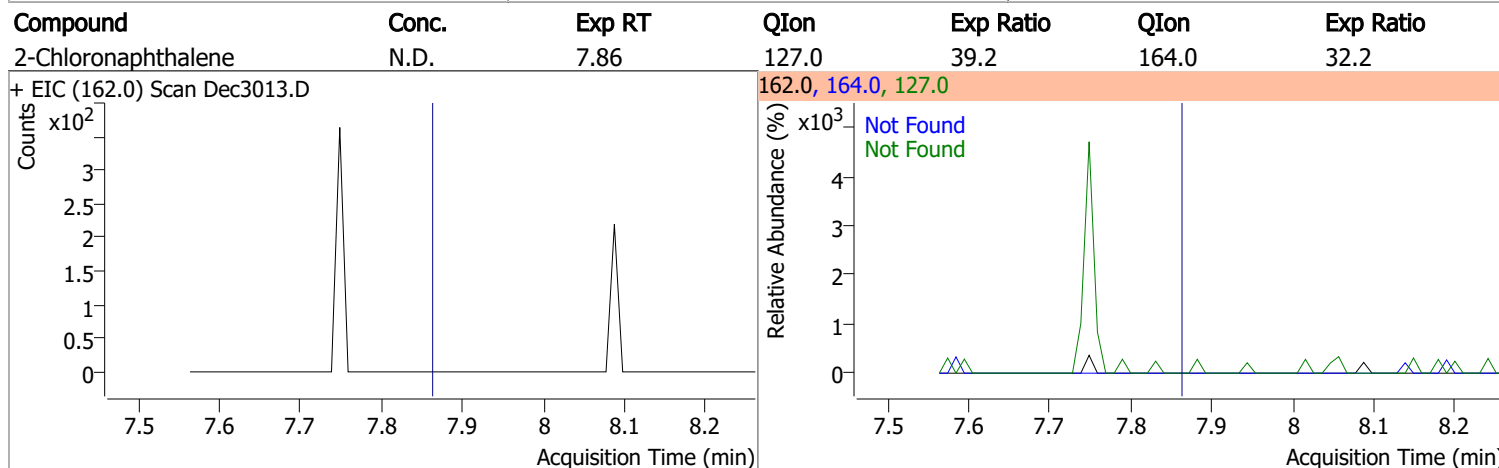 Compound Conc. Exp RT QIon Exp Ratio QIon Exp Ratio
2-Chloronaphthalene N.D. 7.86 127.0 39.2 164.0 32.2
+ EIC (162.0) Scan Dec3013.D
Counts
x10²
3
2.5
2
1.5
1
0.5
0
7.5 7.6 7.7 7.8 7.9 8 8.1 8.2
Acquisition Time (min)
162.0, 164.0, 127.0
Relative Abundance (%)
x10³
Not Found
Not Found
4
3
2
1
0
7.5 7.6 7.7 7.8 7.9 8 8.1 8.2
Acquisition Time (min)